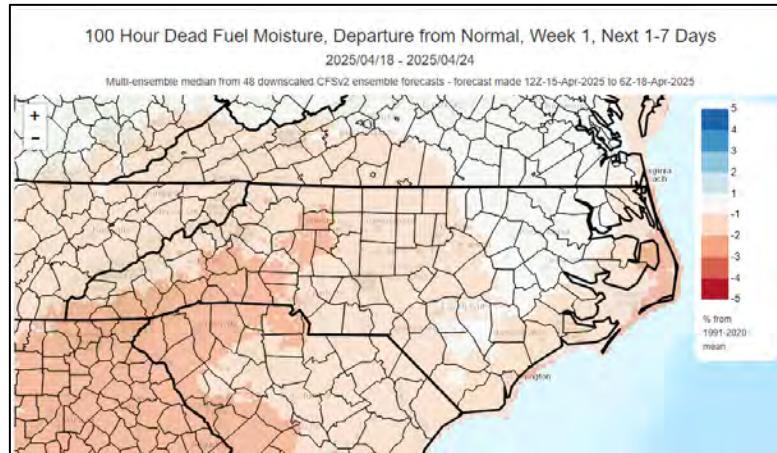 100 Hour Dead Fuel Moisture, Departure from Normal, Week 1, Next 1-7 Days
2025/04/18 - 2025/04/24
Multi-ensemble median from 48 downscaled CFSv2 ensemble forecasts - forecast made 12Z-15-Apr-2025 to 6Z-18-Apr-2025
+
−
5
4
3
2
1
-1
-2
-3
-4
-5
% from
1991-2020
mean